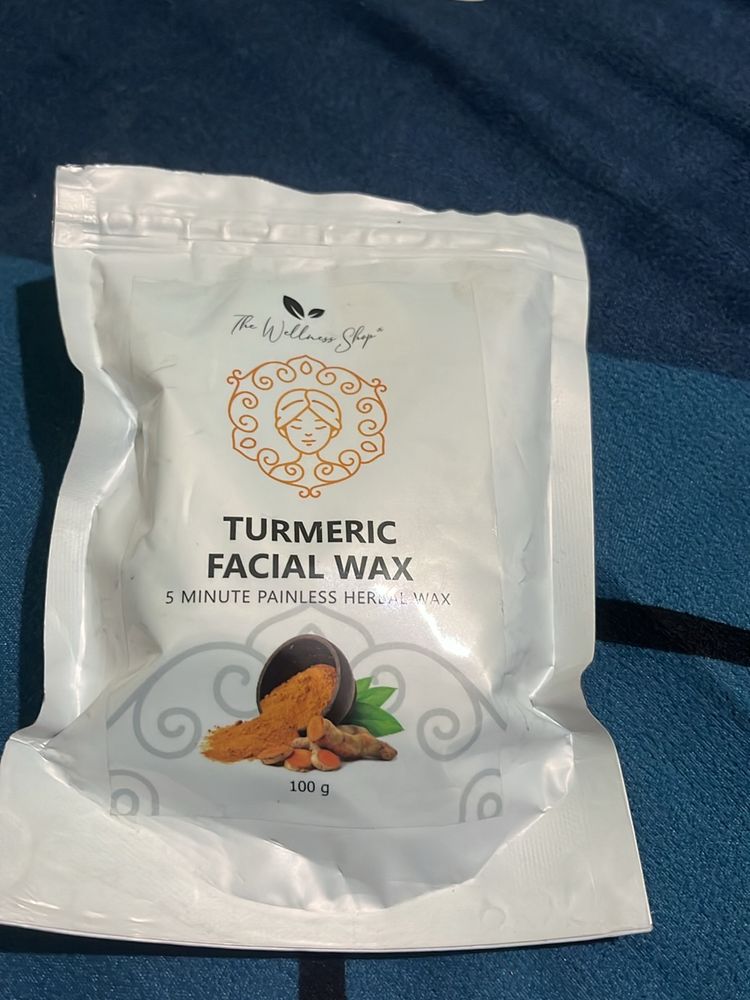 The Wellness Shop®
TURMERIC
FACIAL WAX
5 MINUTE PAINLESS HERBAL WAX
100 g